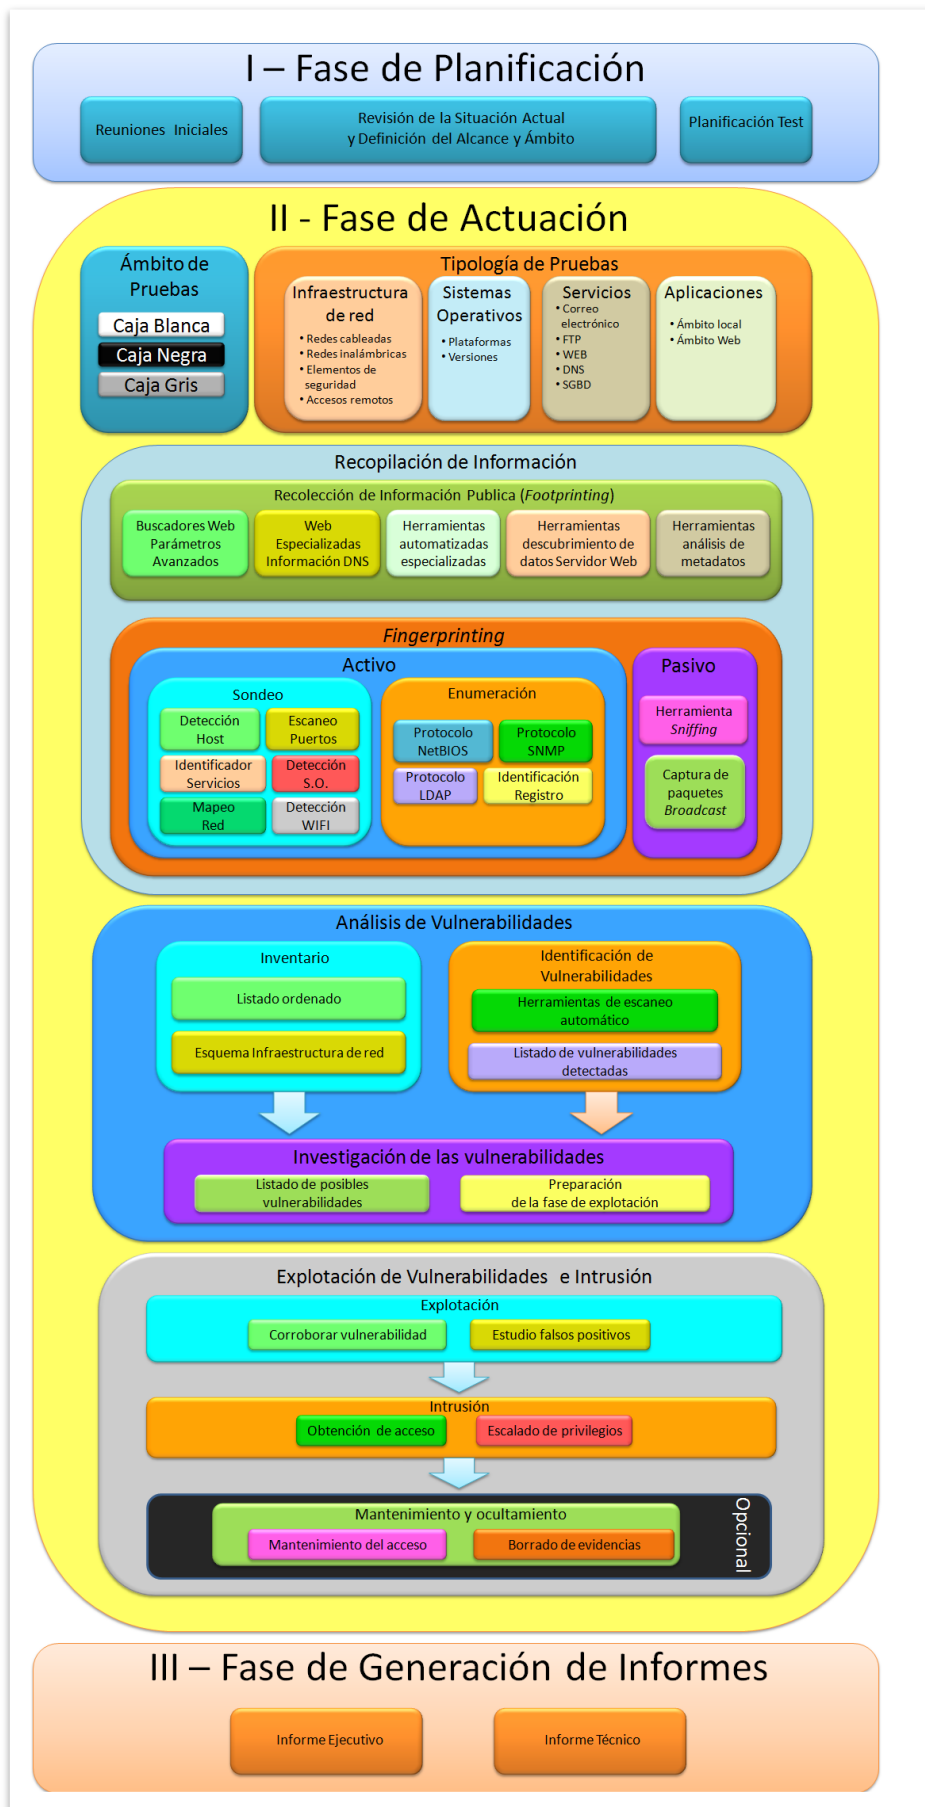 I – Fase de Planificación
Reuniones Iniciales
Revisión de la Situación Actual
y Definición del Alcance y Ámbito
Planificación Test
II - Fase de Actuación
Ámbito de
Pruebas
Caja Blanca
Caja Negra
Caja Gris
Tipología de Pruebas
Infraestructura
de red
• Redes cableadas
• Redes inalámbricas
• Elementos de
seguridad
• Accesos remotos
Sistemas
Operativos
• Plataformas
• Versiones
Servicios
• Correo
electrónico
• FTP
• WEB
• DNS
• SGBD
Aplicaciones
• Ámbito local
• Ámbito Web
Recopilación de Información
Recolección de Información Publica (Footprinting)
Buscadores Web
Parámetros
Avanzados
Web
Especializadas
Información DNS
Herramientas
automatizadas
especializadas
Herramientas
descubrimiento de
datos Servidor Web
Herramientas
análisis de
metadatos
Fingerprinting
Activo
Sondeo
Detección
Host
Escaneo
Puertos
Identificador
Servicios
Detección
S.O.
Mapeo
Red
Detección
WIFI
Enumeración
Protocolo
NetBIOS
Protocolo
SNMP
Protocolo
LDAP
Identificación
Registro
Pasivo
Herramienta
Sniffing
Captura de
paquetes
Broadcast
Análisis de Vulnerabilidades
Inventario
Listado ordenado
Esquema Infraestructura de red
Identificación de
Vulnerabilidades
Herramientas de escaneo
automático
Listado de vulnerabilidades
detectadas
Investigación de las vulnerabilidades
Listado de posibles
vulnerabilidades
Preparación
de la fase de explotación
Explotación de Vulnerabilidades e Intrusión
Explotación
Corroborar vulnerabilidad
Estudio falsos positivos
Intrusión
Obtención de acceso
Escalado de privilegios
Mantenimiento y ocultamiento
Mantenimiento del acceso
Borrado de evidencias
Opcional
III – Fase de Generación de Informes
Informe Ejecutivo
Informe Técnico